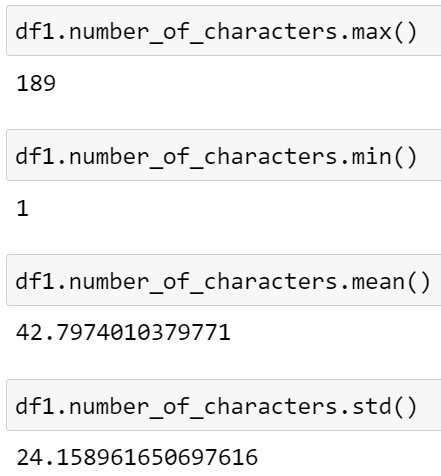 df1.number_of_characters.max()
189
df1.number_of_characters.min()
1
df1.number_of_characters.mean()
42.7974010379771
df1.number_of_characters.std()
24.158961650697616